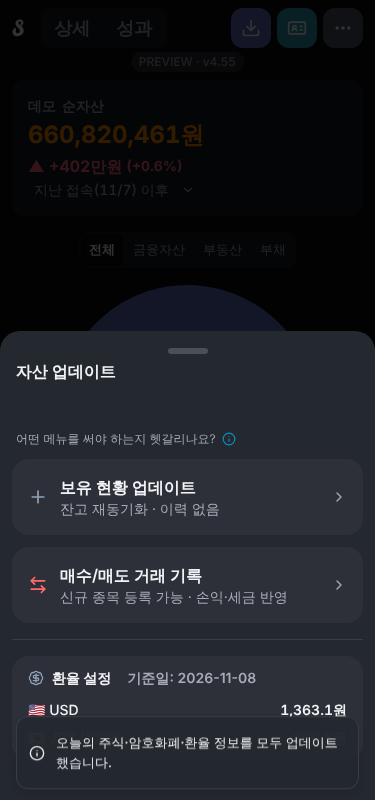 상세 성과
PREVIEW · v4.55
데모 순자산
660,820,461원
▲ +402만원 (+0.6%)
지난 접속(11/7) 이후
전체 금융자산 부동산 부채
자산 업데이트
어떤 메뉴를 써야 하는지 헷갈리나요?
보유 현황 업데이트
잔고 재동기화 · 이력 없음
매수/매도 거래 기록
신규 종목 등록 가능 · 손익·세금 반영
환율 설정 기준일: 2026-11-08
USD 1,363.1원
오늘의 주식·암호화폐·환율 정보를 모두 업데이트
했습니다.